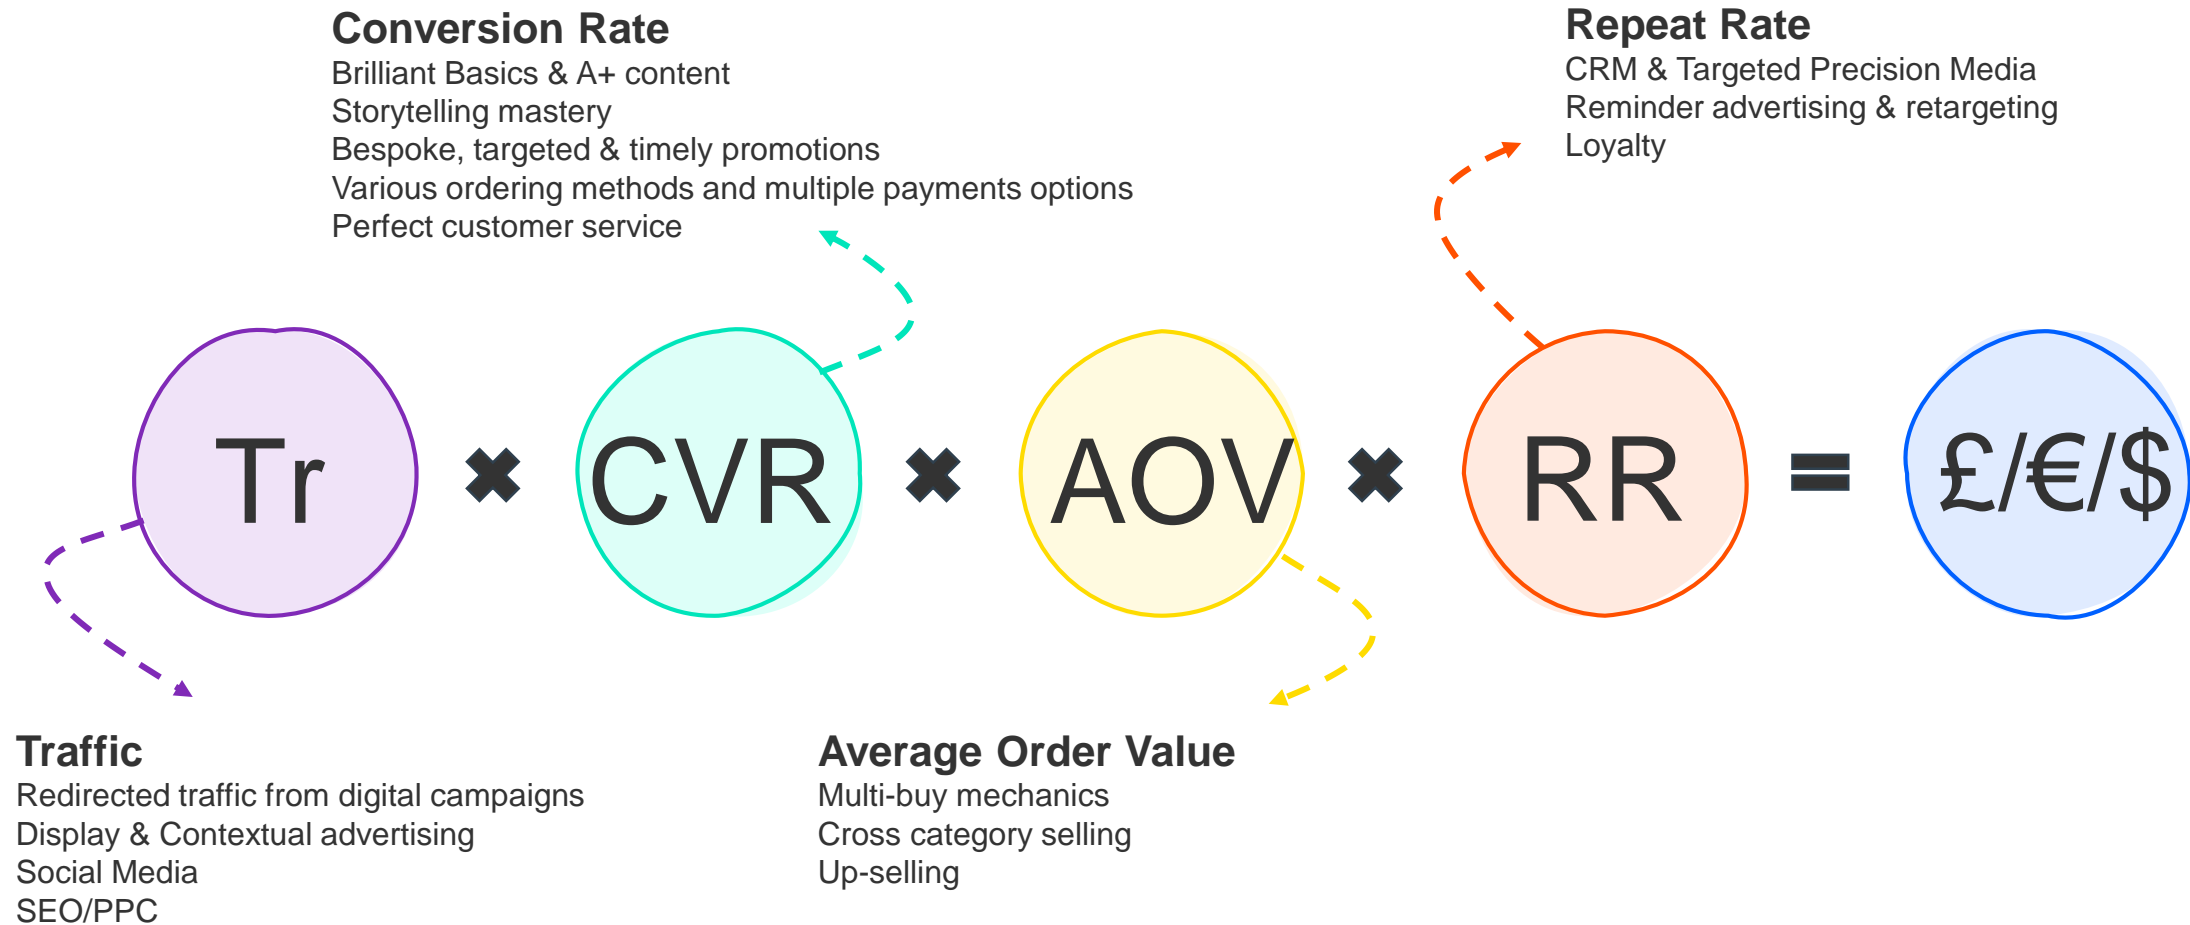 Conversion Rate
Brilliant Basics & A+ content
Storytelling mastery
Bespoke, targeted & timely promotions
Various ordering methods and multiple payments options
Perfect customer service
Repeat Rate
CRM & Targeted Precision Media
Reminder advertising & retargeting
Loyalty
Tr ✖ CVR ✖ AOV ✖ RR = £/€/$
Traffic
Redirected traffic from digital campaigns
Display & Contextual advertising
Social Media
SEO/PPC
Average Order Value
Multi-buy mechanics
Cross category selling
Up-selling